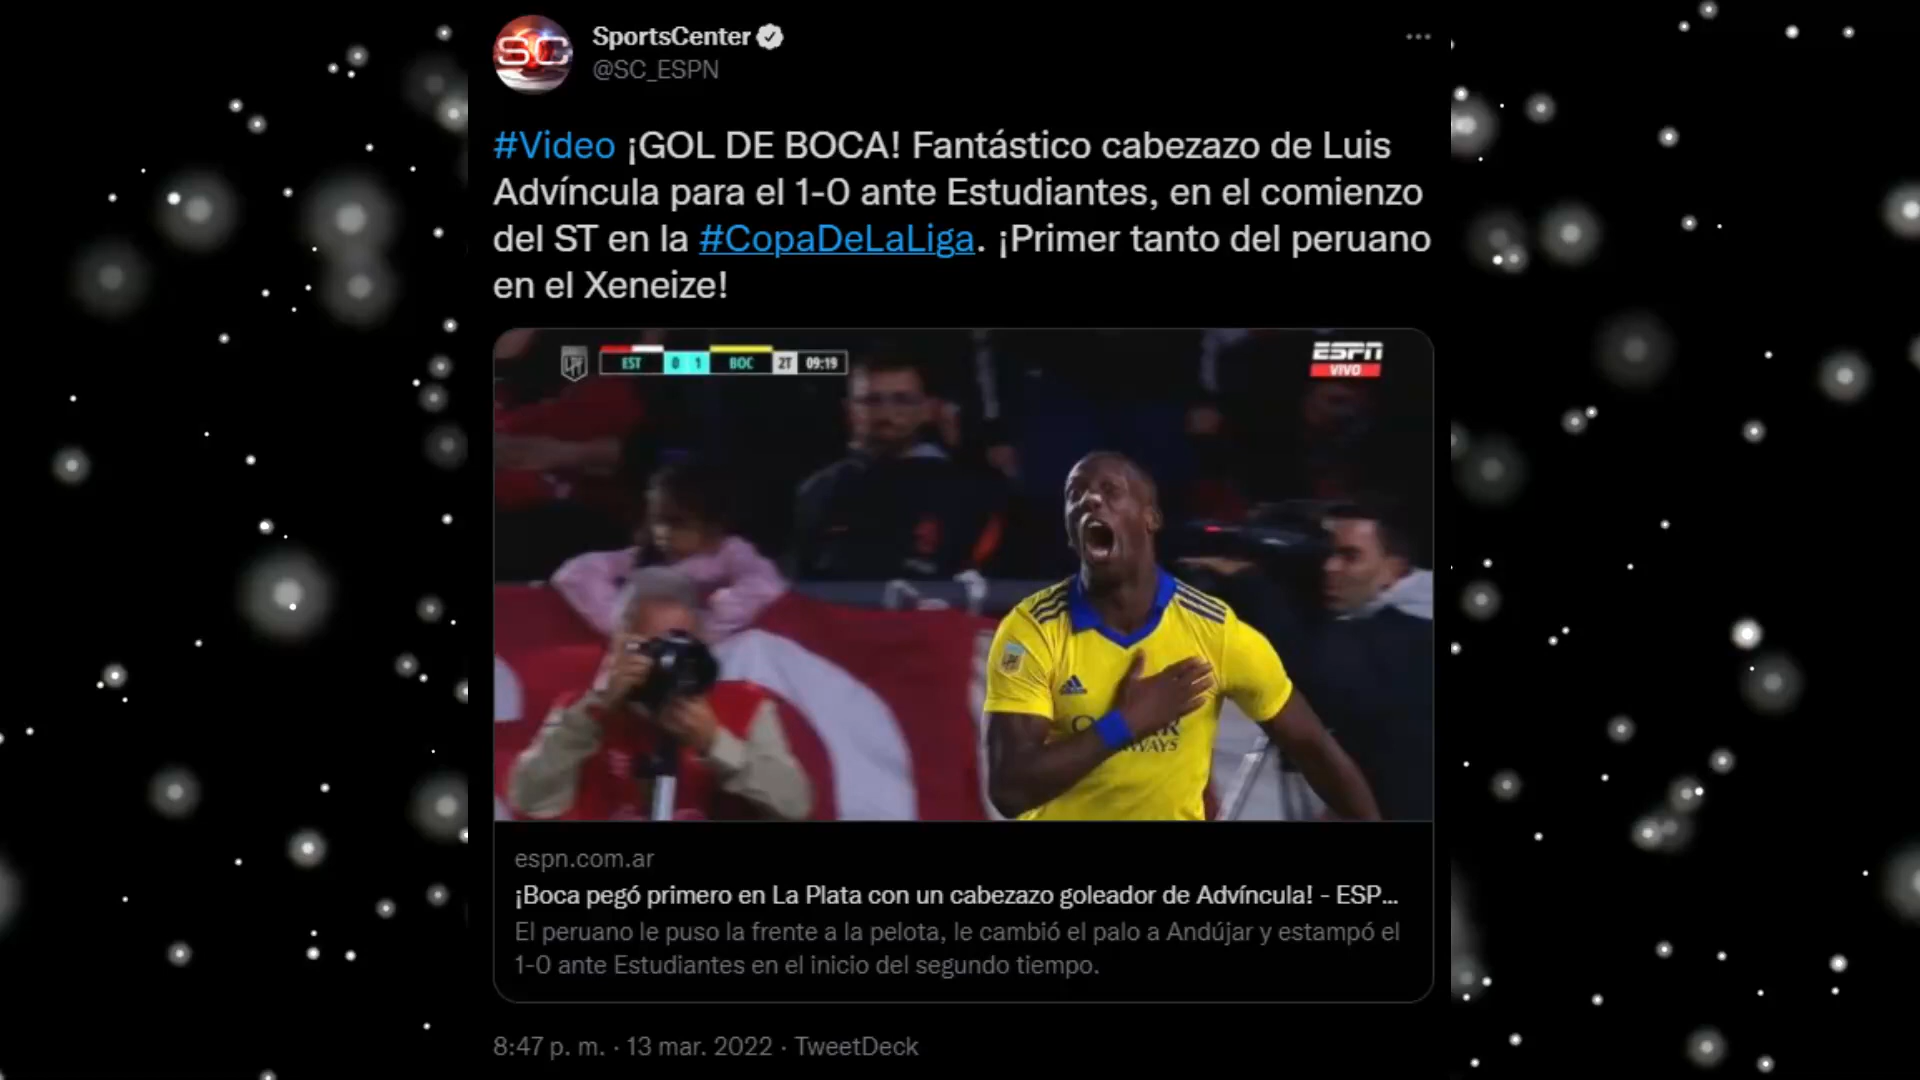 SC
SportsCenter
@SC_ESPN
#Video ¡GOL DE BOCA! Fantástico cabezazo de Luis
Advíncula para el 1-0 ante Estudiantes, en el comienzo
del ST en la #CopaDeLaLiga. ¡Primer tanto del peruano
en el Xeneize!
LPF EST 0 1 BOC 2T 09:19
ESPN
VIVO
espn.com.ar
¡Boca pegó primero en La Plata con un cabezazo goleador de Advíncula! - ESP...
El peruano le puso la frente a la pelota, le cambió el palo a Andújar y estampó el
1-0 ante Estudiantes en el inicio del segundo tiempo.
8:47 p. m. · 13 mar. 2022 · TweetDeck